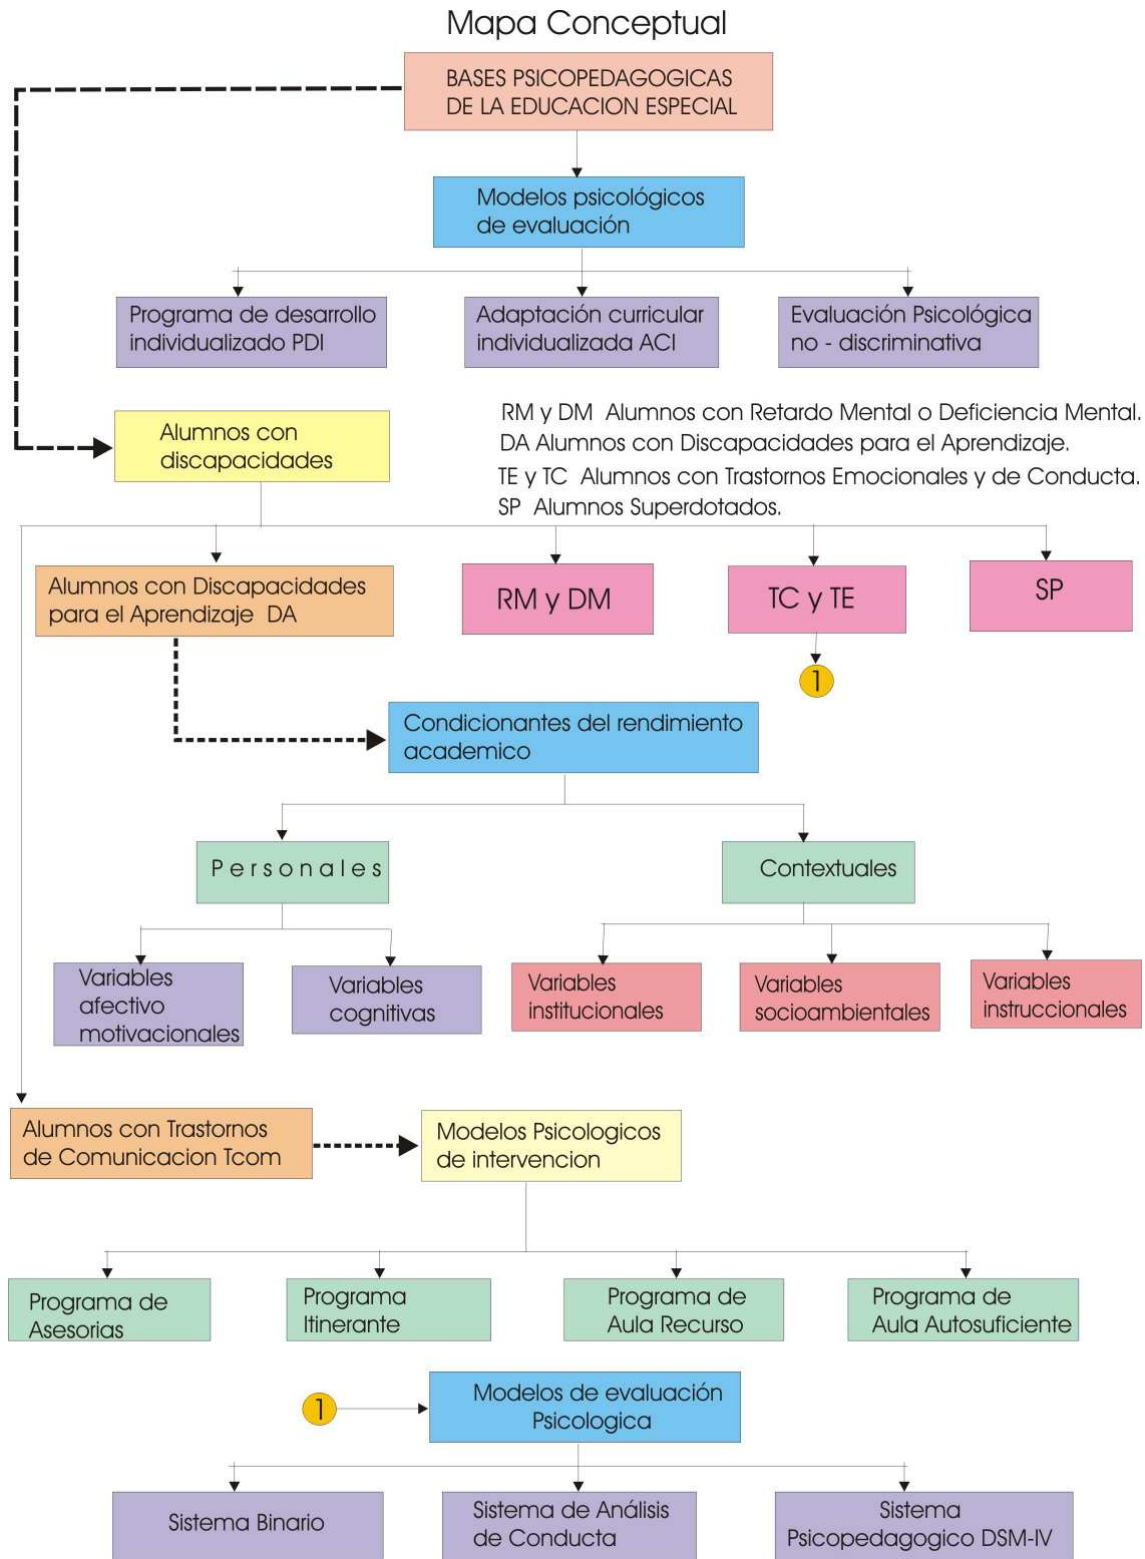 Mapa Conceptual
BASES PSICOPEDAGOGICAS
DE LA EDUCACION ESPECIAL
Modelos psicológicos
de evaluación
Programa de desarrollo
individualizado PDI
Adaptación curricular
individualizada ACI
Evaluación Psicológica
no - discriminativa
Alumnos con
discapacidades
RM y DM Alumnos con Retardo Mental o Deficiencia Mental.
DA Alumnos con Discapacidades para el Aprendizaje.
TE y TC Alumnos con Trastornos Emocionales y de Conducta.
SP Alumnos Superdotados.
Alumnos con Discapacidades
para el Aprendizaje DA
RM y DM
TC y TE
SP
1
Condicionantes del rendimiento
academico
Personales
Contextuales
Variables
afectivo
motivacionales
Variables
cognitivas
Variables
institucionales
Variables
socioambientales
Variables
instruccionales
Alumnos con Trastornos
de Comunicacion Tcom
Modelos Psicologicos
de intervencion
Programa de
Asesorias
Programa
Itinerante
Programa de
Aula Recurso
Programa de
Aula Autosuficiente
1
Modelos de evaluación
Psicologica
Sistema Binario
Sistema de Análisis
de Conducta
Sistema
Psicopedagogico DSM-IV